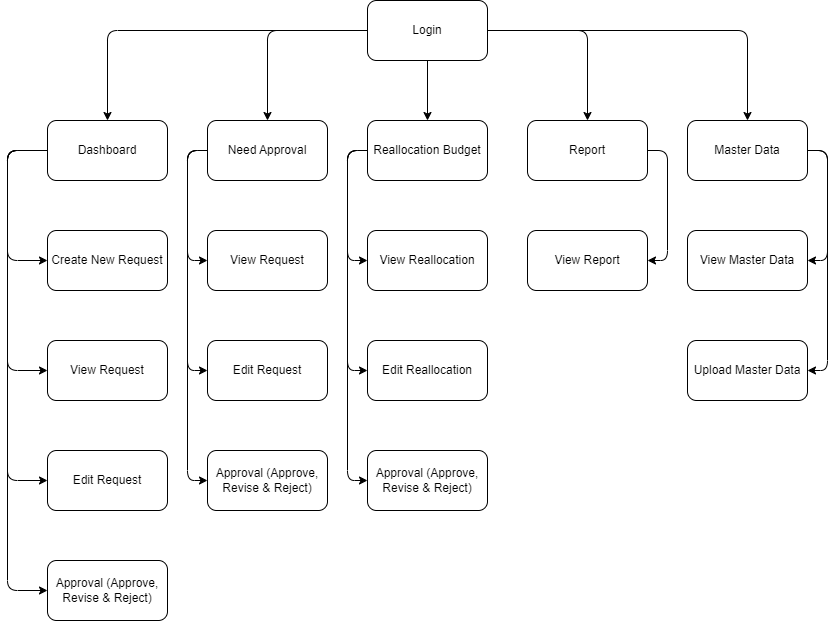 Login
Dashboard
Need Approval
Reallocation Budget
Report
Master Data
Create New Request
View Request
View Reallocation
View Report
View Master Data
View Request
Edit Request
Edit Reallocation
Upload Master Data
Edit Request
Approval (Approve,
Revise & Reject)
Approval (Approve,
Revise & Reject)
Approval (Approve,
Revise & Reject)